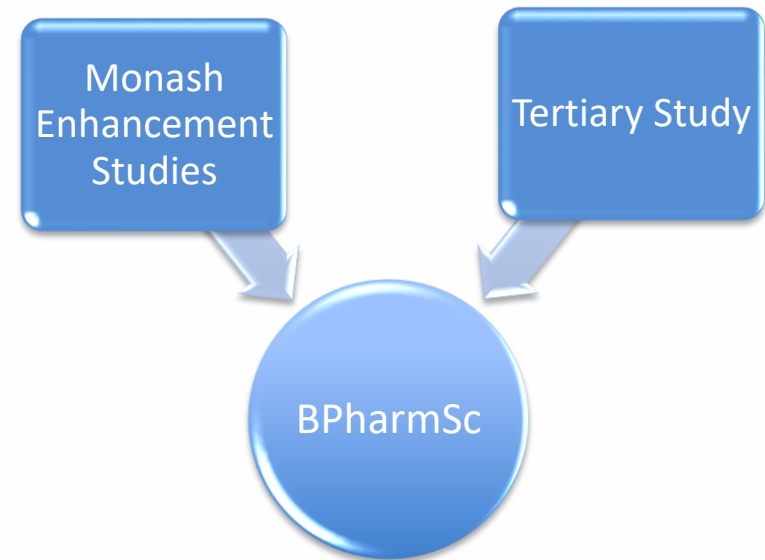 Monash
Enhancement
Studies
Tertiary Study
BPharmSc